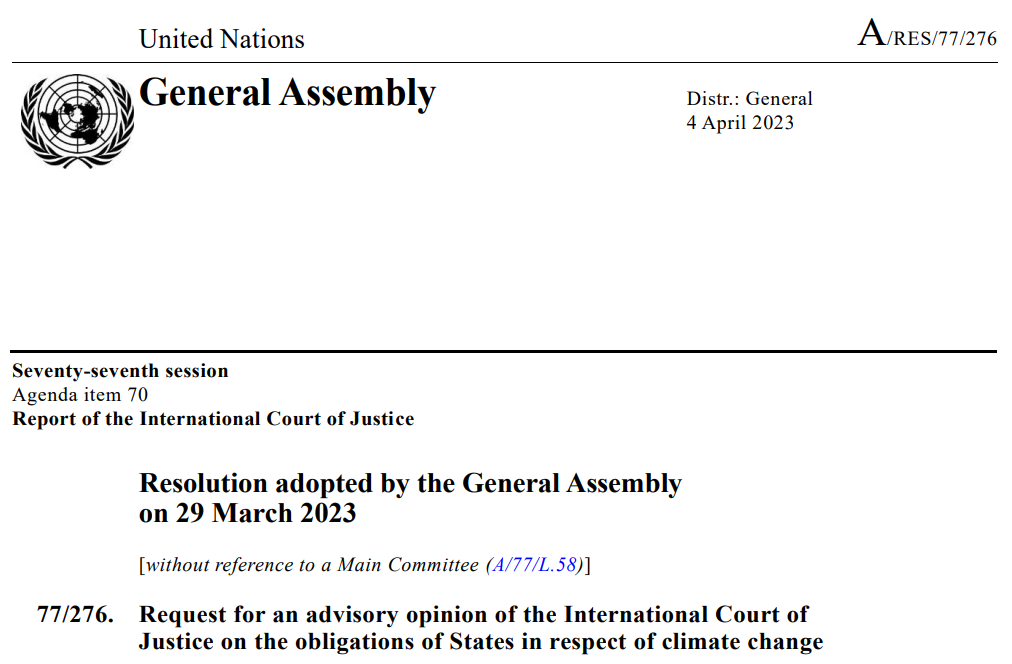 United Nations
A/RES/77/276
General Assembly
Distr.: General
4 April 2023
Seventy-seventh session
Agenda item 70
Report of the International Court of Justice
Resolution adopted by the General Assembly
on 29 March 2023
[without reference to a Main Committee (A/77/L.58)]
77/276. Request for an advisory opinion of the International Court of
Justice on the obligations of States in respect of climate change